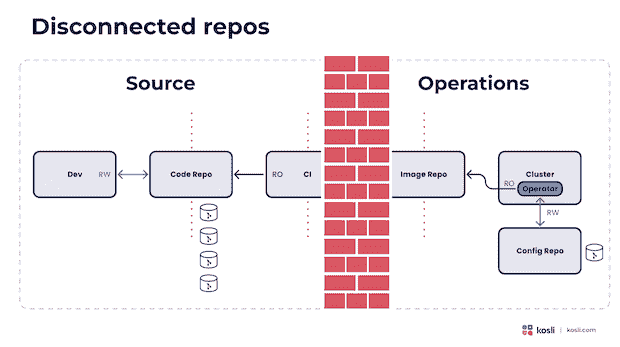 Disconnected repos
Source
Operations
Dev
RW
Code Repo
RO
CI
Image Repo
Cluster
RO
Operator
RW
Config Repo
kosli | kosli.com